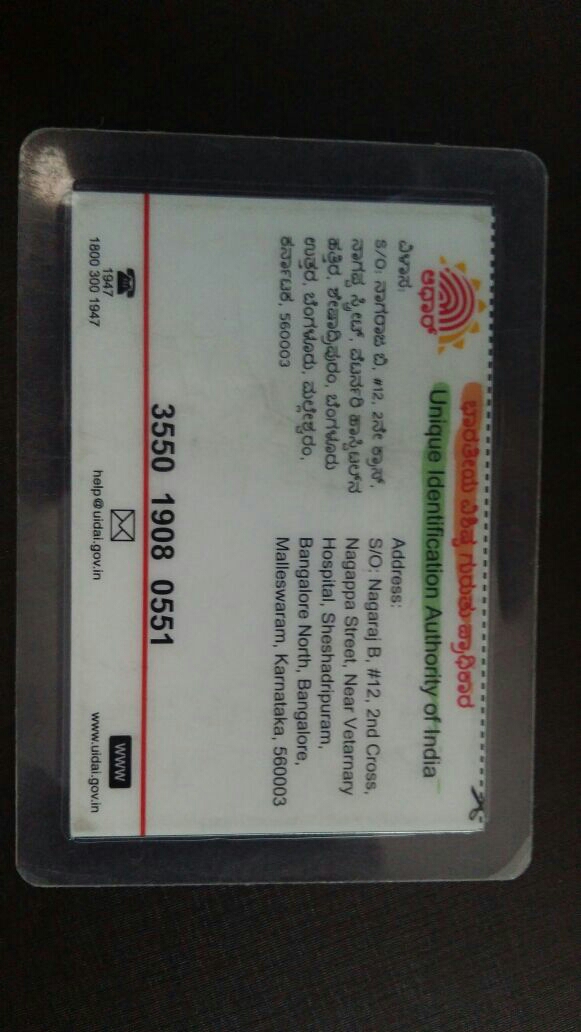 ಭಾರತೀಯ ವಿಶಿಷ್ಟ ಗುರುತು ಪ್ರಾಧಿಕಾರ
Unique Identification Authority of India
ಆಧಾರ್
ವಿಳಾಸ:
S/O: ನಾಗರಾಜ ಬಿ, #12, 2ನೇ ಕ್ರಾಸ್,
ನಾಗಪ್ಪ ಸ್ಟ್ರೀಟ್, ವೆಟರ್ನರಿ ಹಾಸ್ಪಿಟಲ್‌ನ
ಹತ್ತಿರ, ಶೇಷಾದ್ರಿಪುರಂ, ಬೆಂಗಳೂರು
ಉತ್ತರ, ಬೆಂಗಳೂರು, ಮಲ್ಲೇಶ್ವರಂ,
ಕರ್ನಾಟಕ, 560003
Address:
S/O: Nagaraj B, #12, 2nd Cross,
Nagappa Street, Near Vetarnary
Hospital, Sheshadripuram,
Bangalore North, Bangalore,
Malleswaram, Karnataka, 560003
3550 1908 0551
1947
1800 300 1947
help@uidai.gov.in
WWW
www.uidai.gov.in